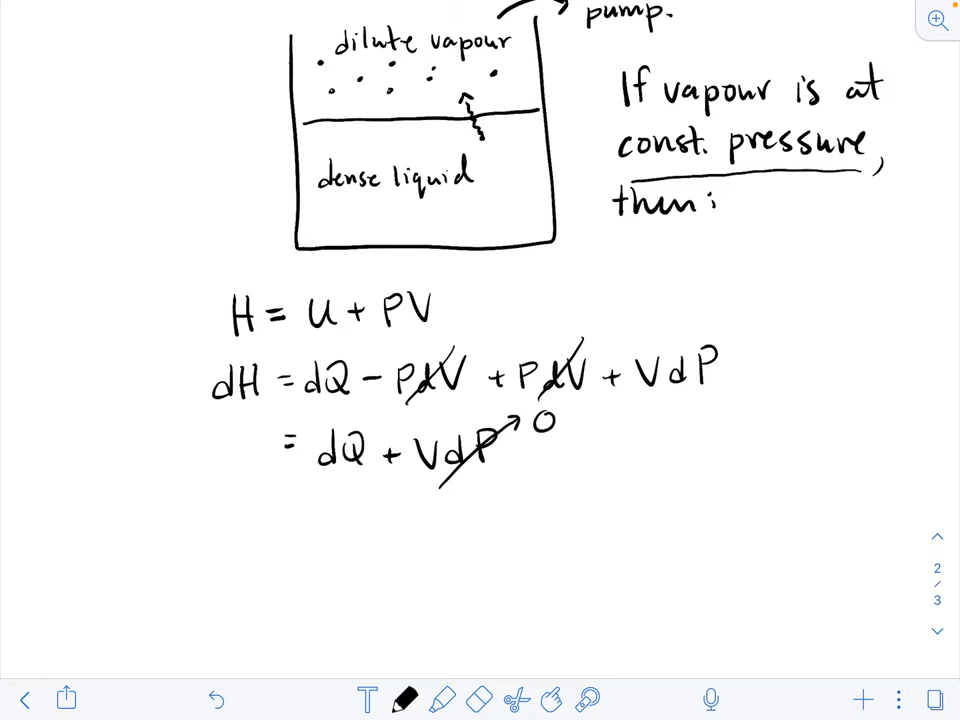 dilute vapour
pump.
If vapour is at
const. pressure,
then:
dense liquid
H = U + PV
dH = dQ - PdV + PdV + VdP
= dQ + VdP → 0
2
/
3
T